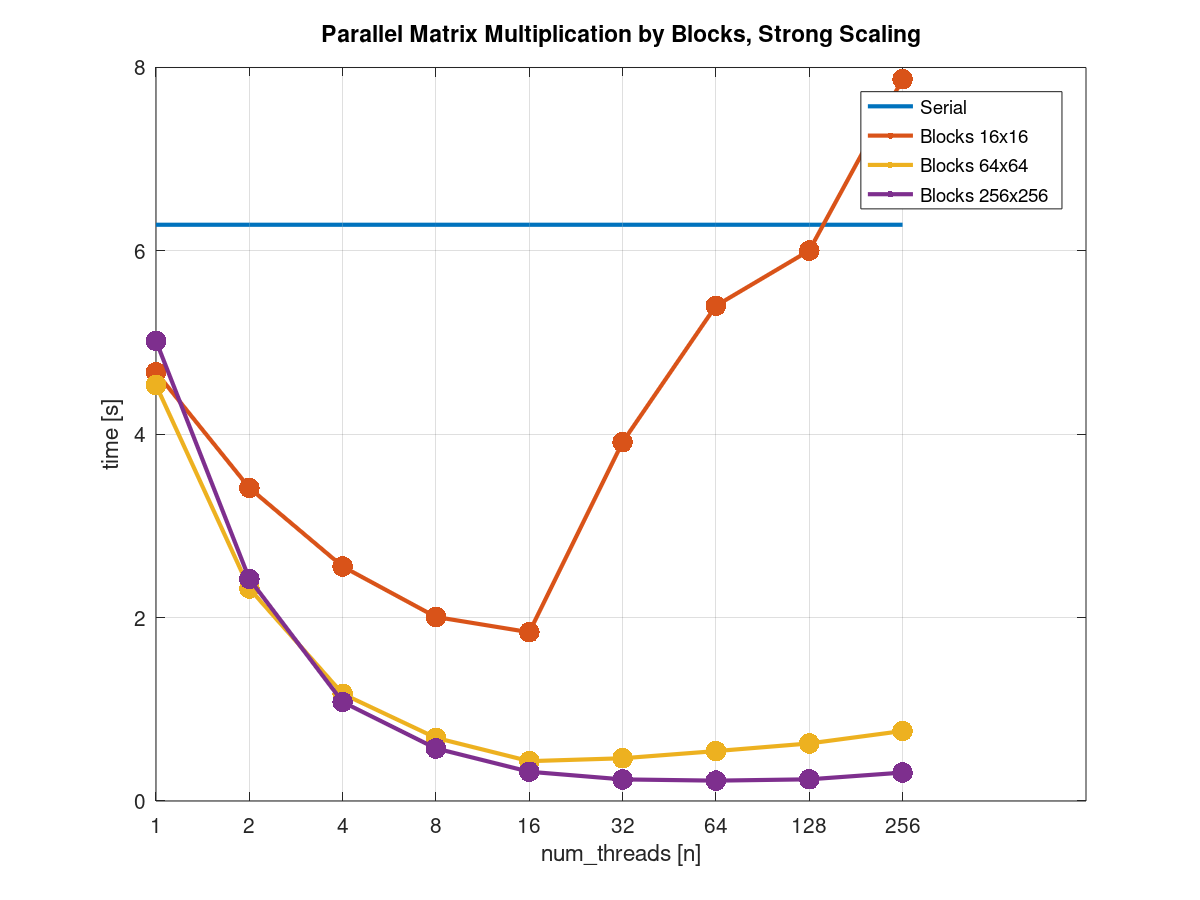 Parallel Matrix Multiplication by Blocks, Strong Scaling
8
6
4
2
0
time [s]
Serial
Blocks 16x16
Blocks 64x64
Blocks 256x256
1 2 4 8 16 32 64 128 256
num_threads [n]